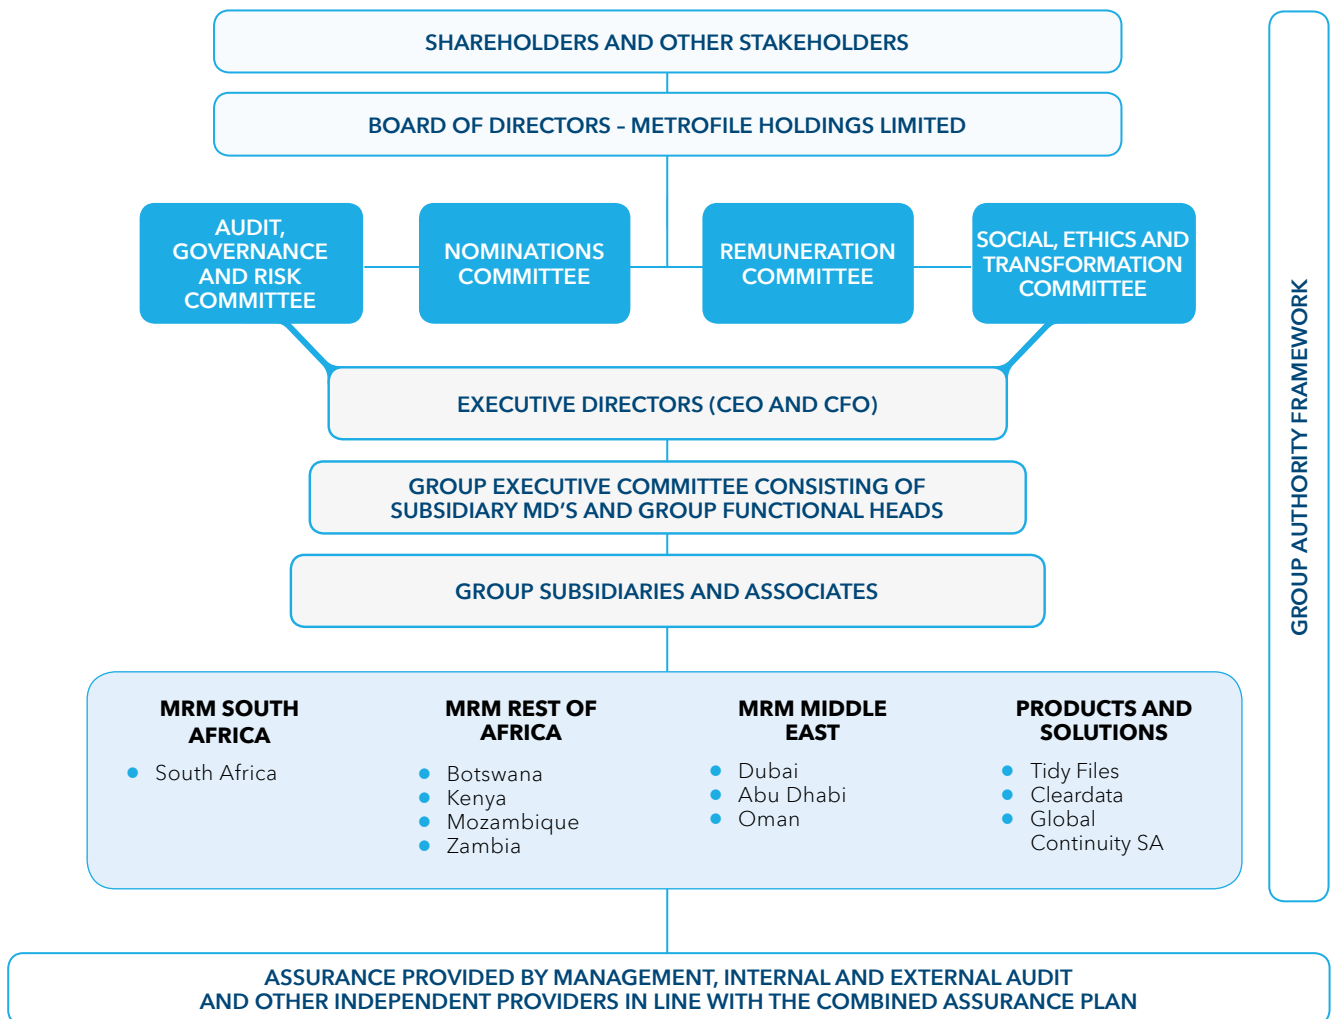 SHAREHOLDERS AND OTHER STAKEHOLDERS
BOARD OF DIRECTORS – METROFILE HOLDINGS LIMITED
AUDIT,
GOVERNANCE
AND RISK
COMMITTEE
NOMINATIONS
COMMITTEE
REMUNERATION
COMMITTEE
SOCIAL, ETHICS AND
TRANSFORMATION
COMMITTEE
EXECUTIVE DIRECTORS (CEO AND CFO)
GROUP EXECUTIVE COMMITTEE CONSISTING OF
SUBSIDIARY MD'S AND GROUP FUNCTIONAL HEADS
GROUP SUBSIDIARIES AND ASSOCIATES
MRM SOUTH
AFRICA
● South Africa
MRM REST OF
AFRICA
● Botswana
● Kenya
● Mozambique
● Zambia
MRM MIDDLE
EAST
● Dubai
● Abu Dhabi
● Oman
PRODUCTS AND
SOLUTIONS
● Tidy Files
● Cleardata
● Global
Continuity SA
GROUP AUTHORITY FRAMEWORK
ASSURANCE PROVIDED BY MANAGEMENT, INTERNAL AND EXTERNAL AUDIT
AND OTHER INDEPENDENT PROVIDERS IN LINE WITH THE COMBINED ASSURANCE PLAN